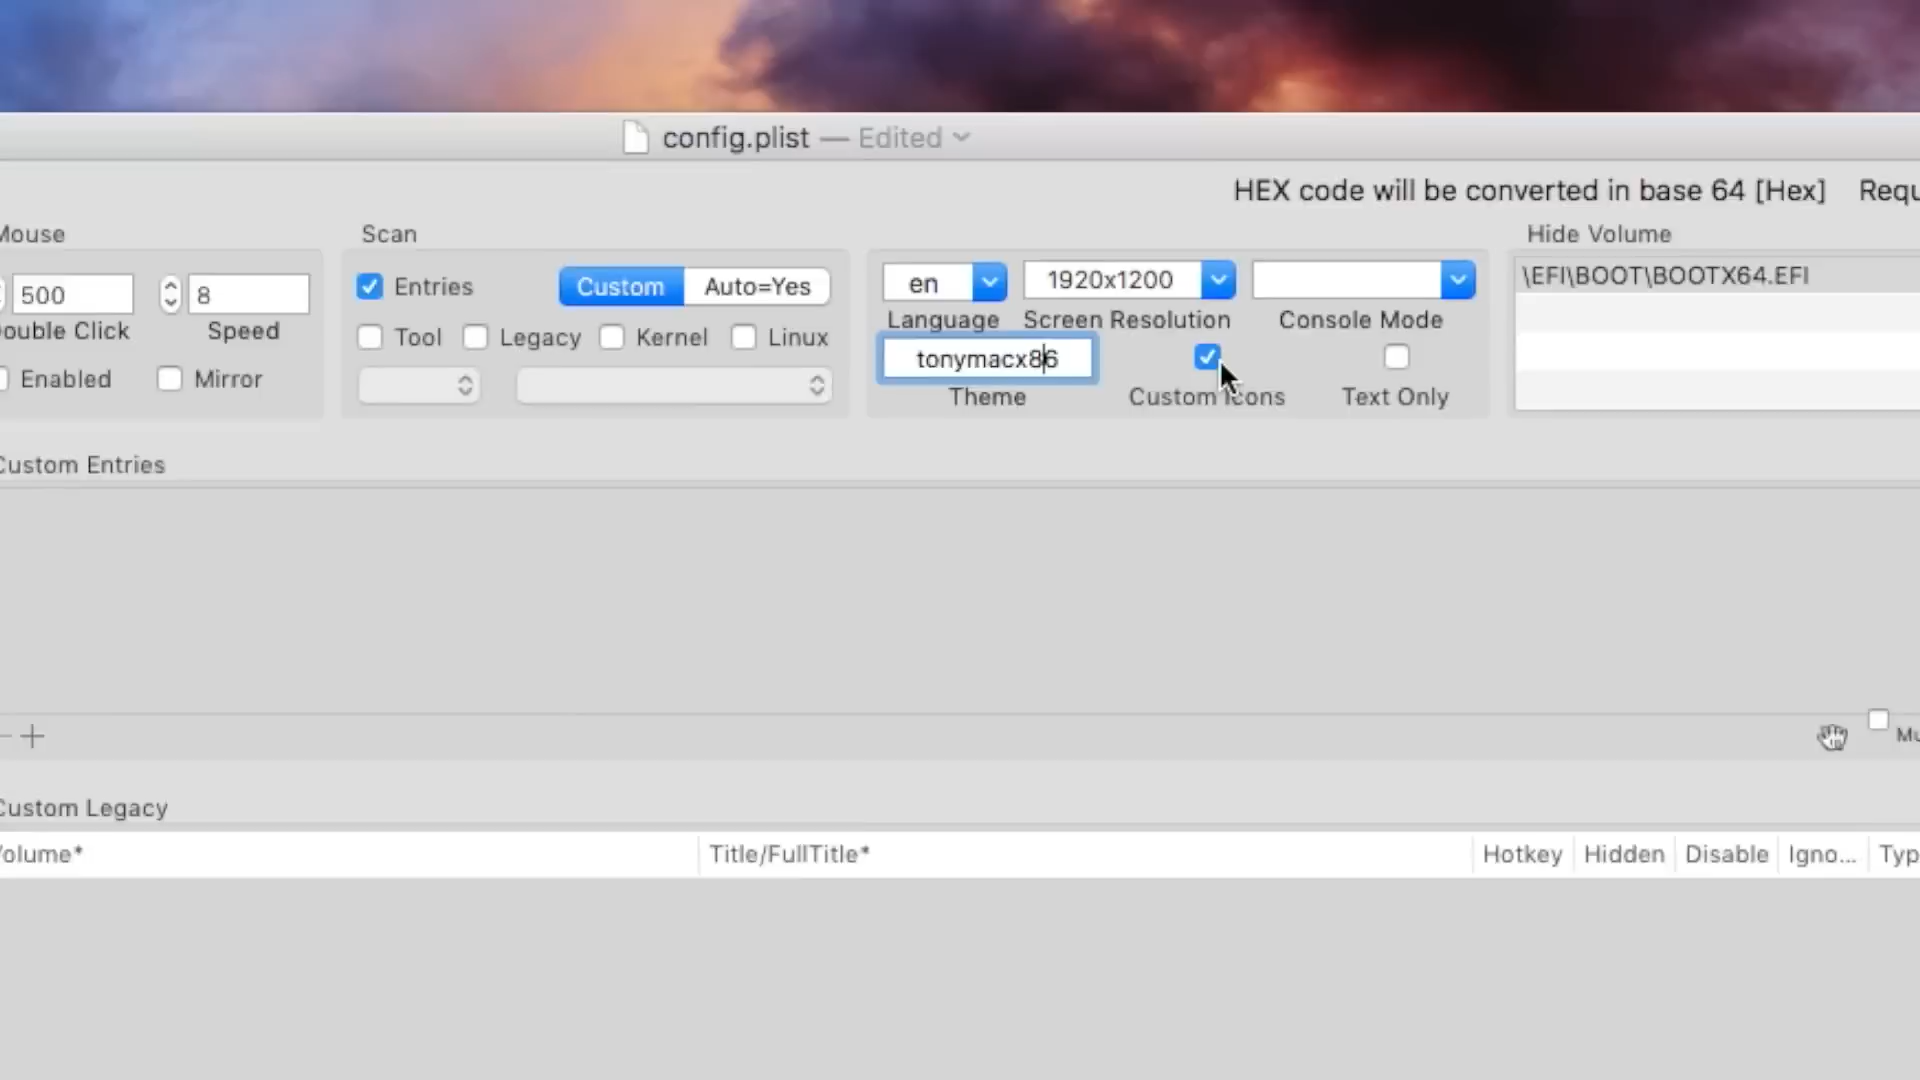 config.plist — Edited
HEX code will be converted in base 64 [Hex]
Mouse
Scan
Hide Volume
500
8
Entries
Custom
Auto=Yes
en
1920x1200
\EFI\BOOT\BOOTX64.EFI
Double Click
Speed
Tool
Legacy
Kernel
Linux
Language
Screen Resolution
Console Mode
tonymacx86
Enabled
Mirror
Theme
Custom Icons
Text Only
Custom Entries
Custom Legacy
Volume*
Title/FullTitle*
Hotkey
Hidden
Disable
Igno...